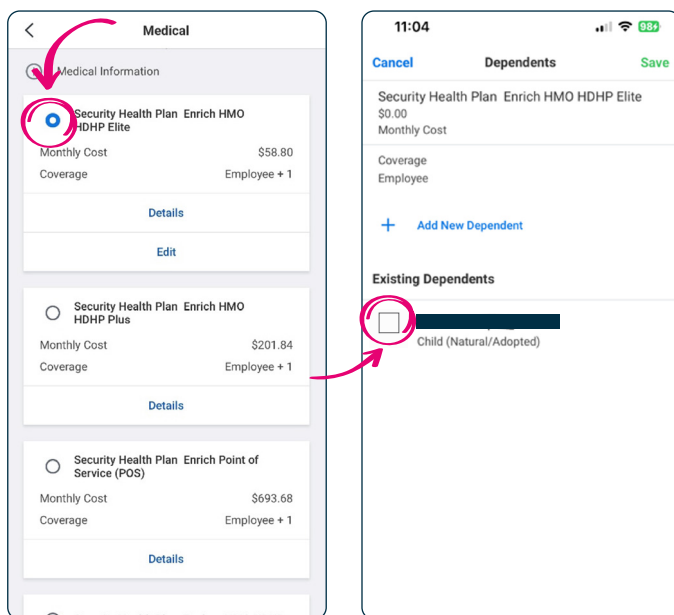 Medical
Medical Information
Security Health Plan Enrich HMO
HDHP Elite
Monthly Cost $58.80
Coverage Employee + 1
Details
Edit
Security Health Plan Enrich HMO
HDHP Plus
Monthly Cost $201.84
Coverage Employee + 1
Details
Security Health Plan Enrich Point of
Service (POS)
Monthly Cost $693.68
Coverage Employee + 1
Details
11:04 98
Cancel Dependents Save
Security Health Plan Enrich HMO HDHP Elite
$0.00
Monthly Cost
Coverage
Employee
+ Add New Dependent
Existing Dependents
Child (Natural/Adopted)